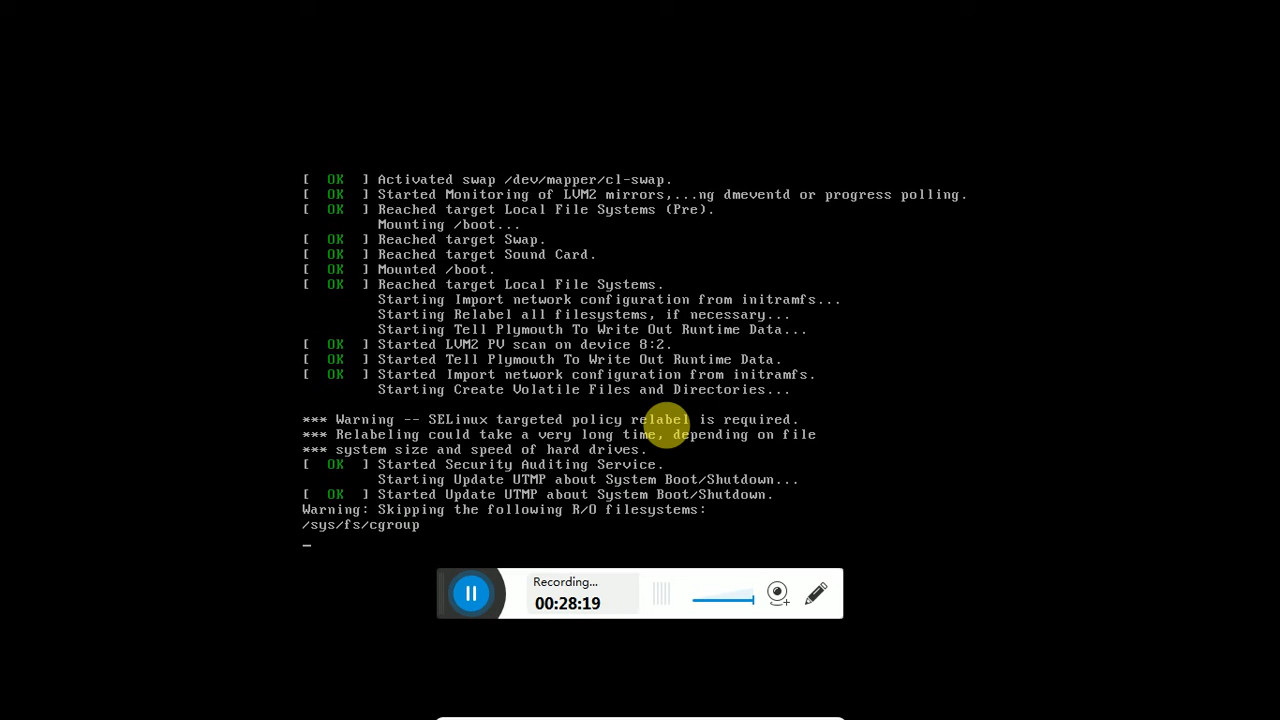 [  OK  ] Activated swap /dev/mapper/cl-swap.
[  OK  ] Started Monitoring of LVM2 mirrors,...ng dmeventd or progress polling.
[  OK  ] Reached target Local File Systems (Pre).
Mounting /boot...
[  OK  ] Reached target Swap.
[  OK  ] Reached target Sound Card.
[  OK  ] Mounted /boot.
[  OK  ] Reached target Local File Systems.
Starting Import network configuration from initramfs...
Starting Relabel all filesystems, if necessary...
Starting Tell Plymouth To Write Out Runtime Data...
[  OK  ] Started LVM2 PV scan on device 8:2.
[  OK  ] Started Tell Plymouth To Write Out Runtime Data.
[  OK  ] Started Import network configuration from initramfs.
Starting Create Volatile Files and Directories...
*** Warning -- SELinux targeted policy relabel is required.
*** Relabeling could take a very long time, depending on file
*** system size and speed of hard drives.
[  OK  ] Started Security Auditing Service.
Starting Update UTMP about System Boot/Shutdown...
[  OK  ] Started Update UTMP about System Boot/Shutdown.
Warning: Skipping the following R/O filesystems:
/sys/fs/cgroup
_
Recording...
00:28:19